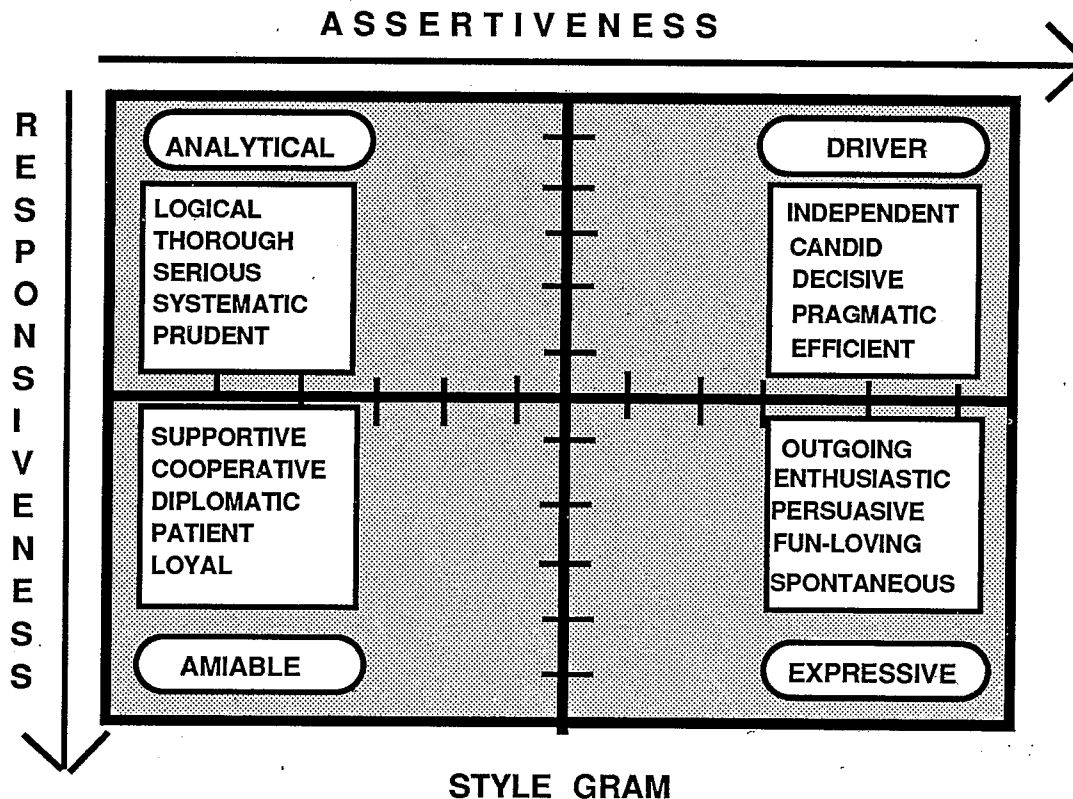 ASSERTIVENESS
RESPONSIVENESS
ANALYTICAL
LOGICAL
THOROUGH
SERIOUS
SYSTEMATIC
PRUDENT
DRIVER
INDEPENDENT
CANDID
DECISIVE
PRAGMATIC
EFFICIENT
SUPPORTIVE
COOPERATIVE
DIPLOMATIC
PATIENT
LOYAL
AMIABLE
OUTGOING
ENTHUSIASTIC
PERSUASIVE
FUN-LOVING
SPONTANEOUS
EXPRESSIVE
STYLE GRAM